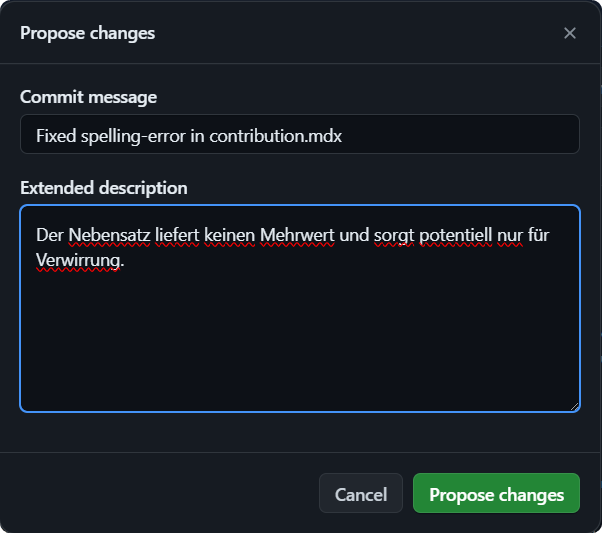 Propose changes
Commit message
Fixed spelling-error in contribution.mdx
Extended description
Der Nebensatz liefert keinen Mehrwert und sorgt potentiell nur für
Verwirrung.
Cancel
Propose changes